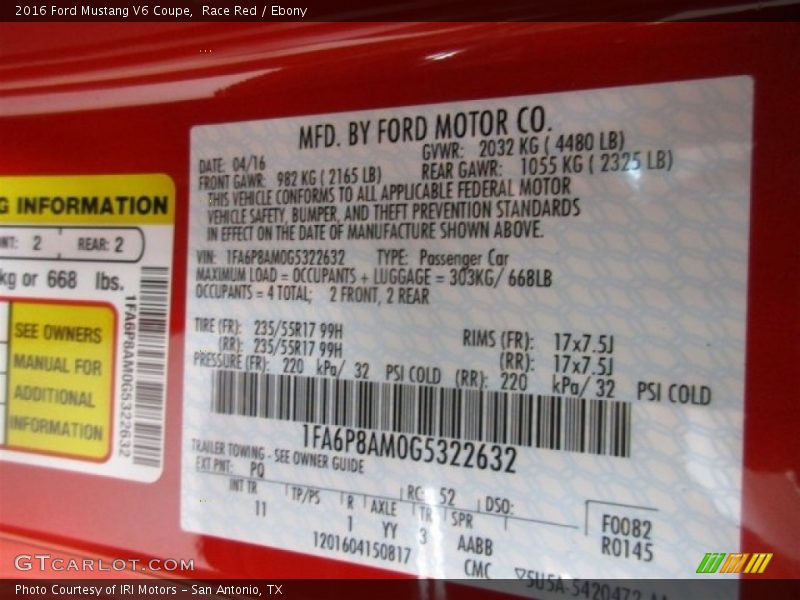 2016 Ford Mustang V6 Coupe,  Race Red / Ebony
MFD. BY FORD MOTOR CO.
DATE: 04/16
GVWR: 2032 KG ( 4480 LB)
FRONT GAWR: 982 KG ( 2165 LB)
REAR GAWR: 1055 KG ( 2325 LB)
THIS VEHICLE CONFORMS TO ALL APPLICABLE FEDERAL MOTOR
VEHICLE SAFETY, BUMPER, AND THEFT PREVENTION STANDARDS
IN EFFECT ON THE DATE OF MANUFACTURE SHOWN ABOVE.
VIN: 1FA6P8AM0G5322632
TYPE: Passenger Car
MAXIMUM LOAD = OCCUPANTS + LUGGAGE = 303KG/ 668LB
OCCUPANTS = 4 TOTAL; 2 FRONT, 2 REAR
TIRE (FR): 235/55R17 99H
RIMS (FR): 17x7.5J
(RR): 235/55R17 99H
(RR): 17x7.5J
PRESSURE (FR): 220 kPa/ 32 PSI COLD (RR): 220 kPa/ 32 PSI COLD
1FA6P8AM0G5322632
TRAILER TOWING - SEE OWNER GUIDE
EXT PNT: PQ
RC: 52
DSO:
INT TR
TP/PS
R
AXLE
TR
SPR
F0082
11
1
YY
3
AABB
R0145
1201604150817
CMC
INFORMATION
2
REAR: 2
kg or 668 lbs.
SEE OWNERS
MANUAL FOR
ADDITIONAL
INFORMATION
1FA6P8AM0G5322632
GTCARLOT.COM
Photo Courtesy of IRI Motors - San Antonio, TX